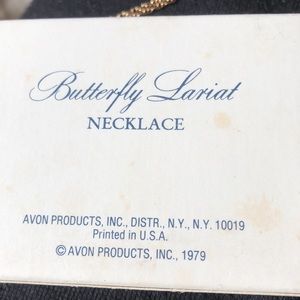 Butterfly Lariat
NECKLACE
AVON PRODUCTS, INC., DISTR., N.Y., N.Y. 10019
Printed in U.S.A.
© AVON PRODUCTS, INC., 1979